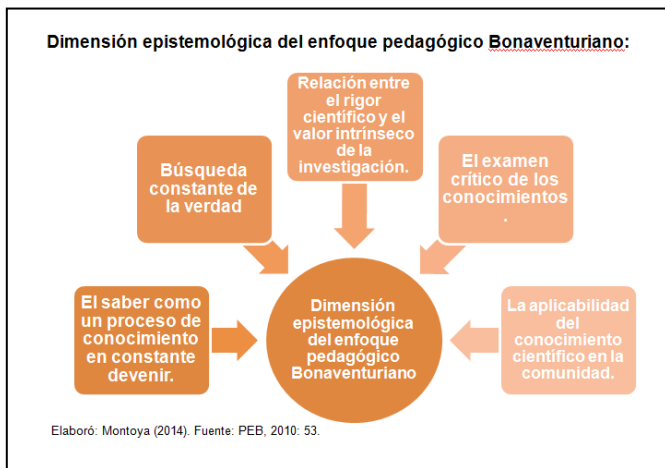 Dimensión epistemológica del enfoque pedagógico Bonaventuriano:
Relación entre
el rigor
científico y el
valor intrínseco
de la
investigación.
Búsqueda
constante de
la verdad
El examen
crítico de los
conocimientos
.
El saber como
un proceso de
conocimiento
en constante
devenir.
Dimensión
epistemológica
del enfoque
pedagógico
Bonaventuriano
La aplicabilidad
del
conocimiento
científico en la
comunidad.
Elaboró: Montoya (2014). Fuente: PEB, 2010: 53.